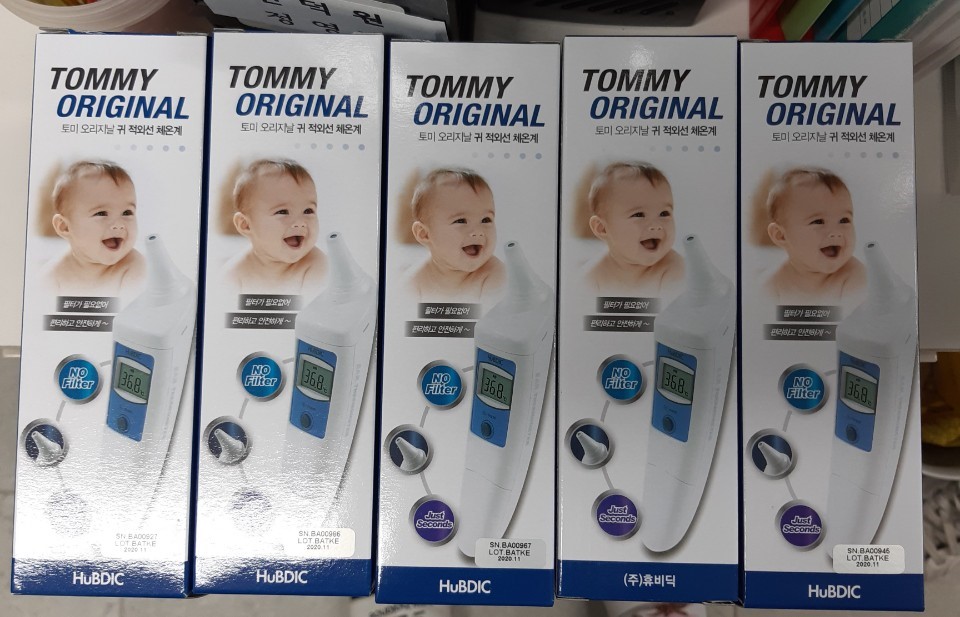 TOMMY
ORIGINAL
토미 오리지날 귀 적외선 체온계
필터가 필요없어
편리하고 안전하게 ~
NO
Filter
36.8
SN.BA00927
LOT.BATKE
2020.11
HuBDIC
TOMMY
ORIGINAL
토미 오리지날 귀 적외선 체온계
필터가 필요없어
편리하고 안전하게 ~
NO
Filter
36.8
LOT.BATKE
2020.11
HuBDIC
TOMMY
ORIGINAL
토미 오리지날 귀 적외선 체온계
필터가 필요없어
편리하고 안전하게 ~
NO
Filter
36.8
Just
Seconds
SN.BA00967
LOT.BATKE
2020.11
HuBDIC
TOMMY
ORIGINAL
토미 오리지날 귀 적외선 체온계
필터가 필요없어
편리하고 안전하게 ~
NO
Filter
36.8
Just
Seconds
(주)휴비딕
TOMMY
ORIGINAL
토미 오리지날 귀 적외선 체온계
필터가 필요없어
편리하고 안전하게 ~
NO
Filter
36.8
Just
Seconds
SN.BA00946
LOT.BATKE
2020.11
HuBDIC